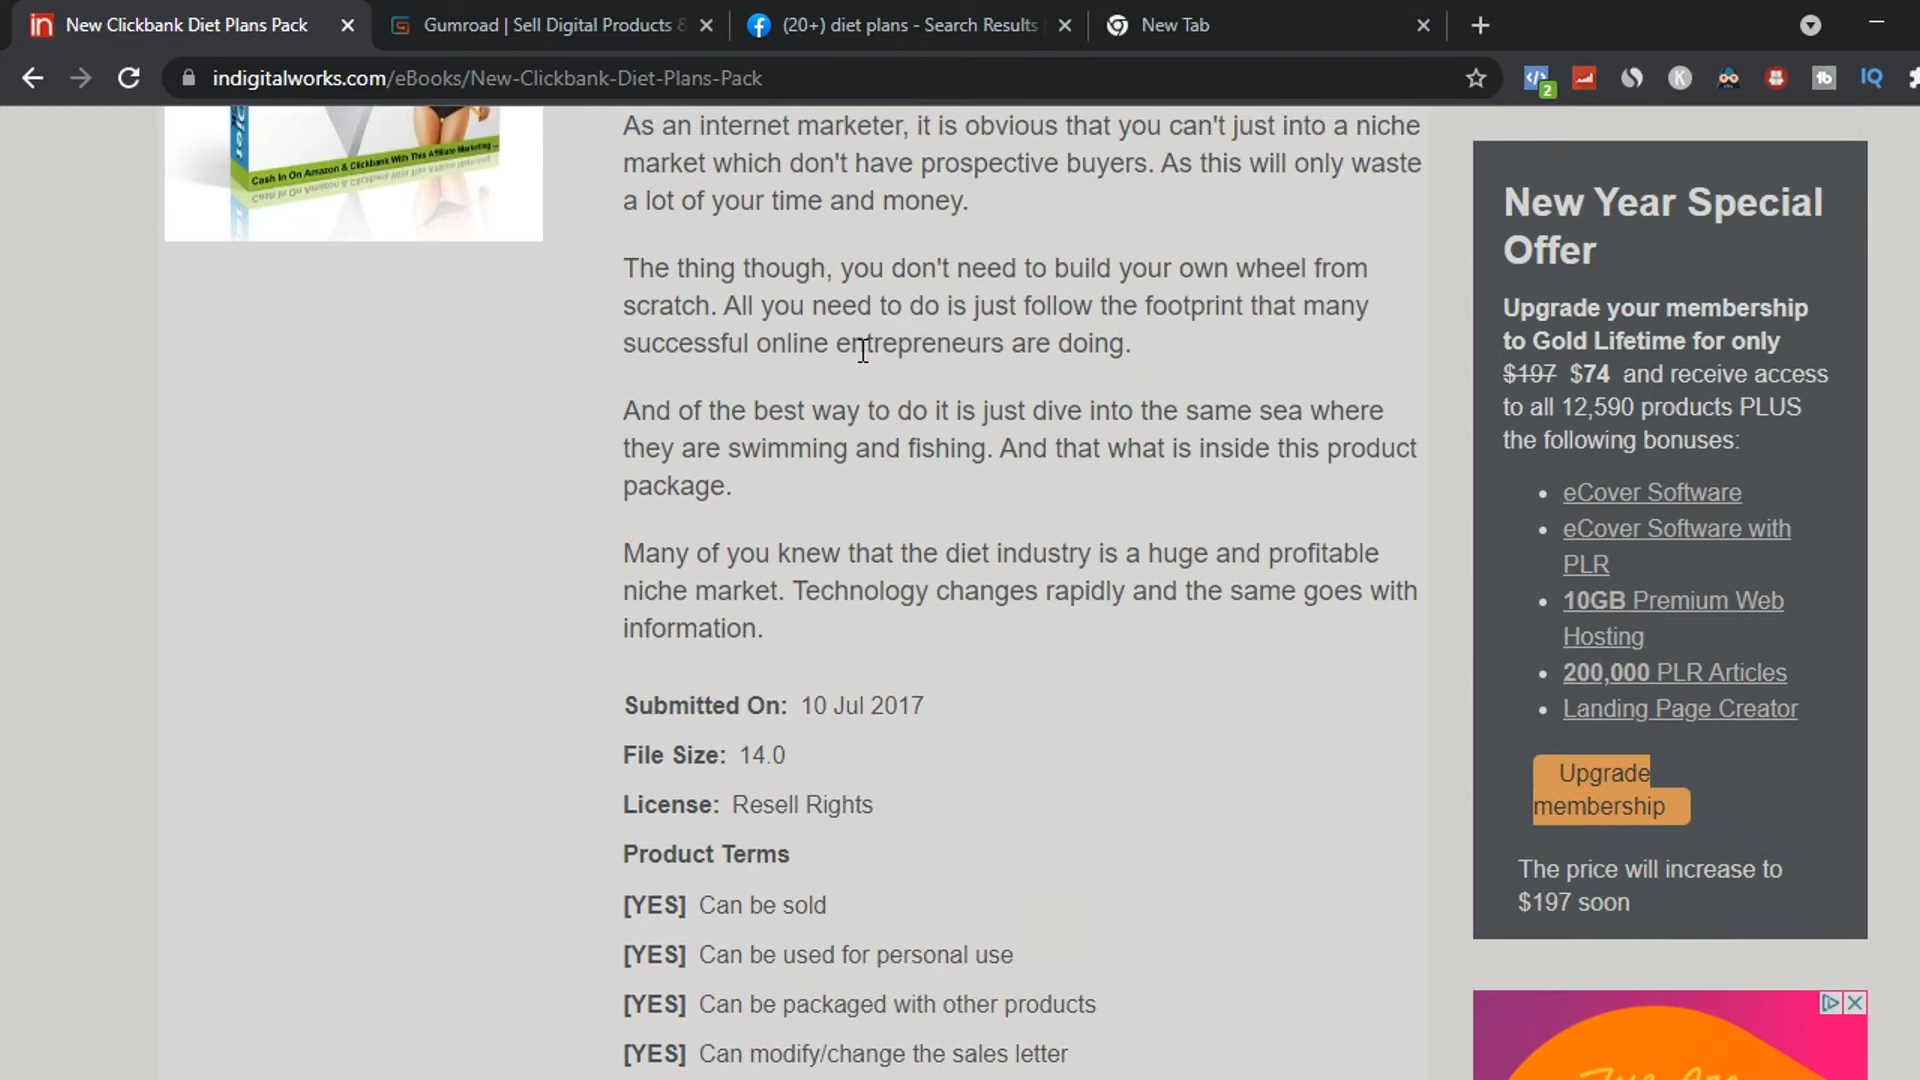 New Clickbank Diet Plans Pack
Gumroad | Sell Digital Products &
(20+) diet plans - Search Results
New Tab
indigitalworks.com/eBooks/New-Clickbank-Diet-Plans-Pack
Cash In On Amazon & Clickbank With This Affiliate Marketing ...
As an internet marketer, it is obvious that you can't just into a niche
market which don't have prospective buyers. As this will only waste
a lot of your time and money.
The thing though, you don't need to build your own wheel from
scratch. All you need to do is just follow the footprint that many
successful online entrepreneurs are doing.
And of the best way to do it is just dive into the same sea where
they are swimming and fishing. And that what is inside this product
package.
Many of you knew that the diet industry is a huge and profitable
niche market. Technology changes rapidly and the same goes with
information.
Submitted On: 10 Jul 2017
File Size: 14.0
License: Resell Rights
Product Terms
[YES] Can be sold
[YES] Can be used for personal use
[YES] Can be packaged with other products
[YES] Can modify/change the sales letter
New Year Special
Offer
Upgrade your membership
to Gold Lifetime for only
$197 $74 and receive access
to all 12,590 products PLUS
the following bonuses:
eCover Software
eCover Software with
PLR
10GB Premium Web
Hosting
200,000 PLR Articles
Landing Page Creator
Upgrade
membership
The price will increase to
$197 soon